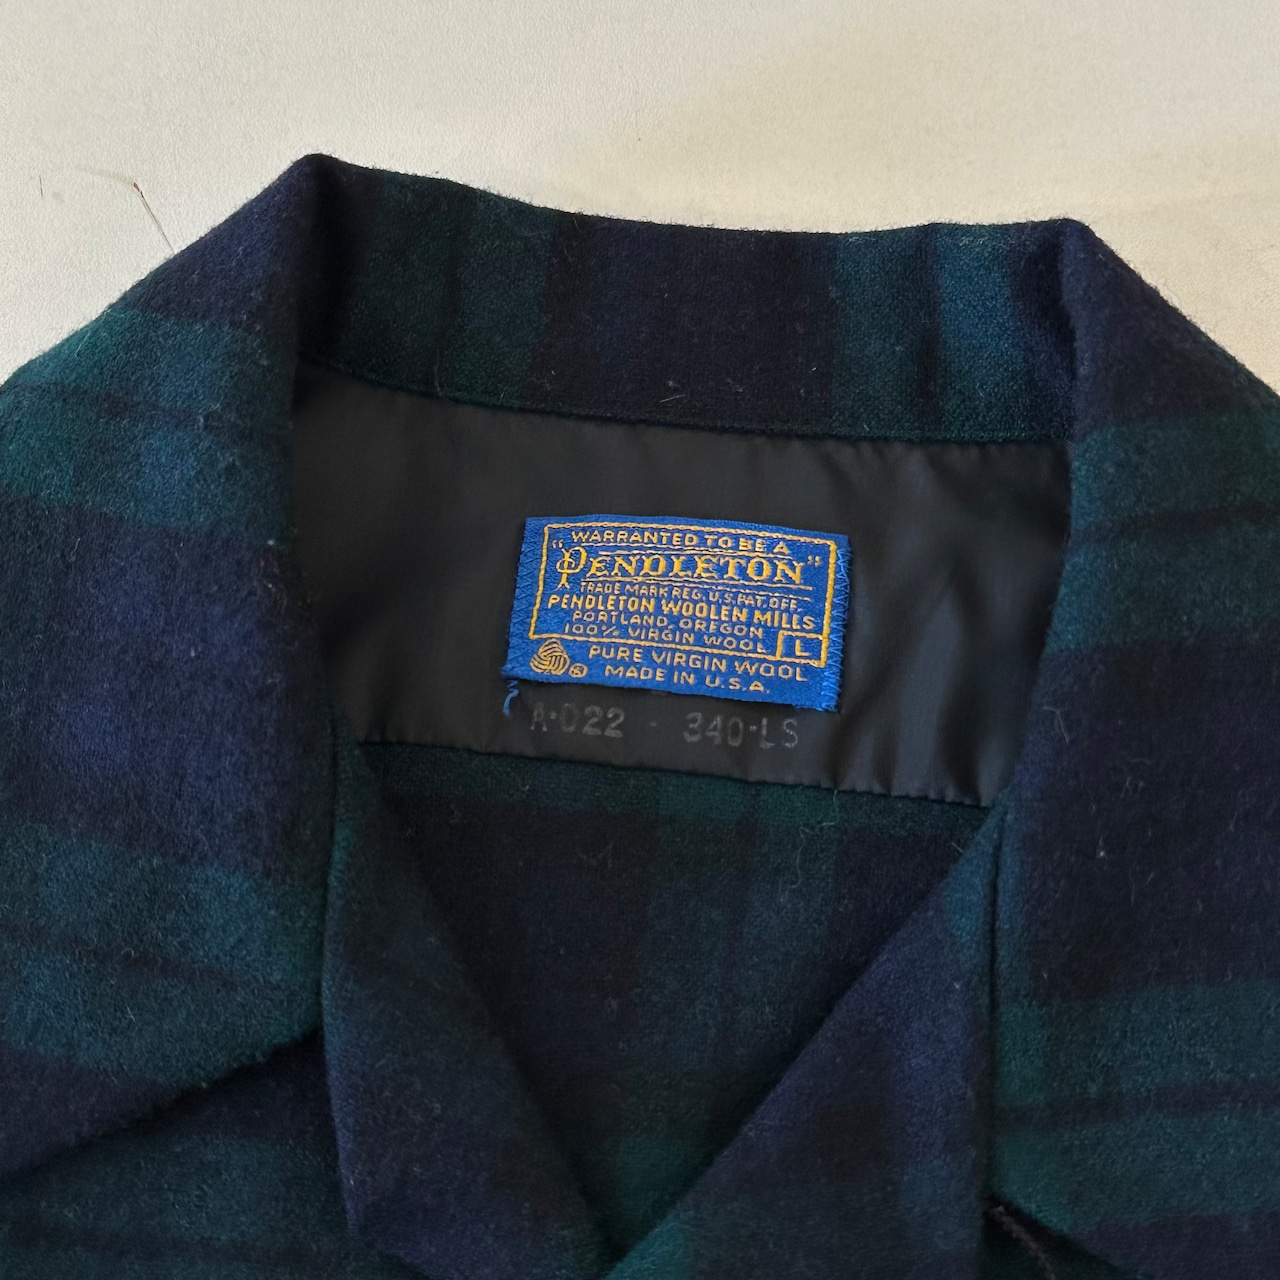 WARRANTED TO BE A
"PENDLETON"
TRADE MARK REG. U.S. PAT. OFF.
PENDLETON WOOLEN MILLS
PORTLAND, OREGON
100% VIRGIN WOOL L
PURE VIRGIN WOOL
® MADE IN U.S.A.
A-022 - 340-LS